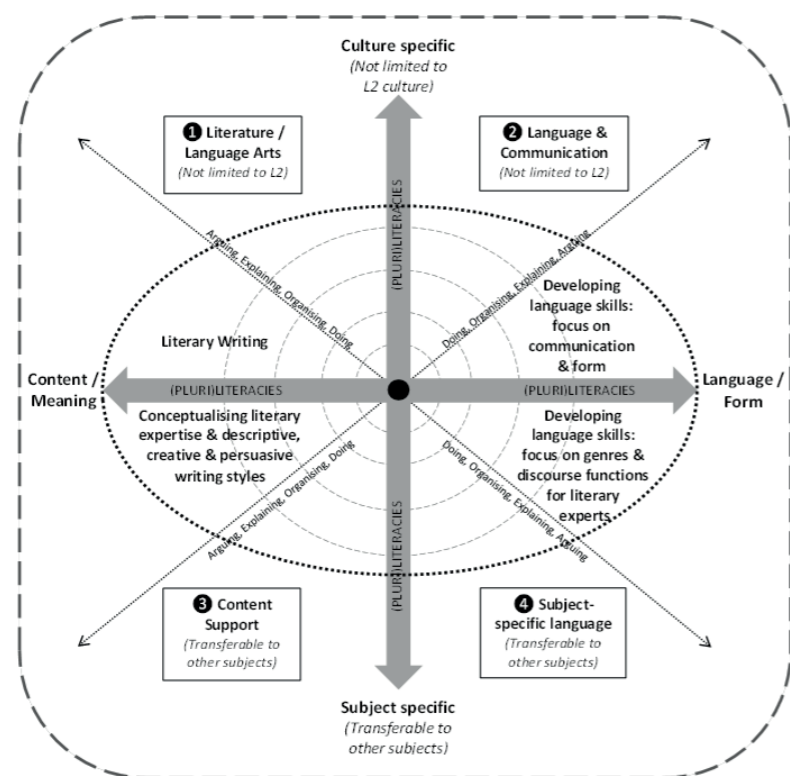 Culture specific
(Not limited to
L2 culture)
❶ Literature /
Language Arts
(Not limited to L2)
❷ Language &
Communication
(Not limited to L2)
(PLURI)LITERACIES
Arguing, Explaining, Organising, Doing
Doing, Organising, Explaining, Arguing
Literary Writing
Developing
language skills:
focus on
communication
& form
Content /
Meaning
(PLURI)LITERACIES
(PLURI)LITERACIES
Language /
Form
Conceptualising literary
expertise & descriptive,
creative & persuasive
writing styles
Developing
language skills:
focus on genres &
discourse functions
for literary
experts
Arguing, Explaining, Organising, Doing
Doing, Organising, Explaining, Arguing
(PLURI)LITERACIES
❸ Content
Support
(Transferable to
other subjects)
❹ Subject-
specific language
(Transferable to
other subjects)
Subject specific
(Transferable to
other subjects)